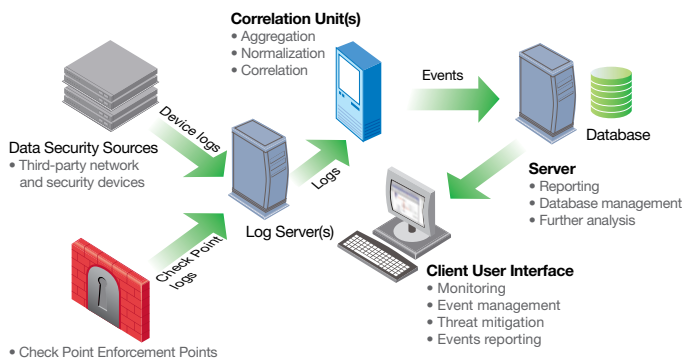 Correlation Unit(s)
• Aggregation
• Normalization
• Correlation
Events
Database
Device logs
Data Security Sources
• Third-party network
and security devices
Logs
Log Server(s)
Server
• Reporting
• Database management
• Further analysis
Check Point
logs
Client User Interface
• Monitoring
• Event management
• Threat mitigation
• Events reporting
• Check Point Enforcement Points